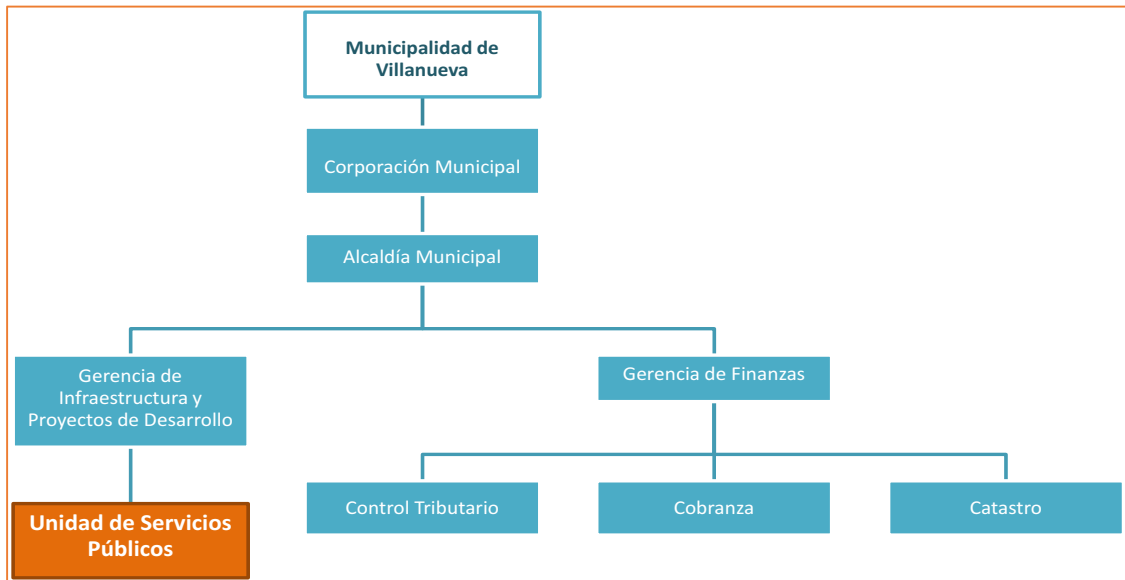 Municipalidad de
Villanueva
Corporación Municipal
Alcaldía Municipal
Gerencia de
Infraestructura y
Proyectos de Desarrollo
Gerencia de Finanzas
Unidad de Servicios
Públicos
Control Tributario
Cobranza
Catastro